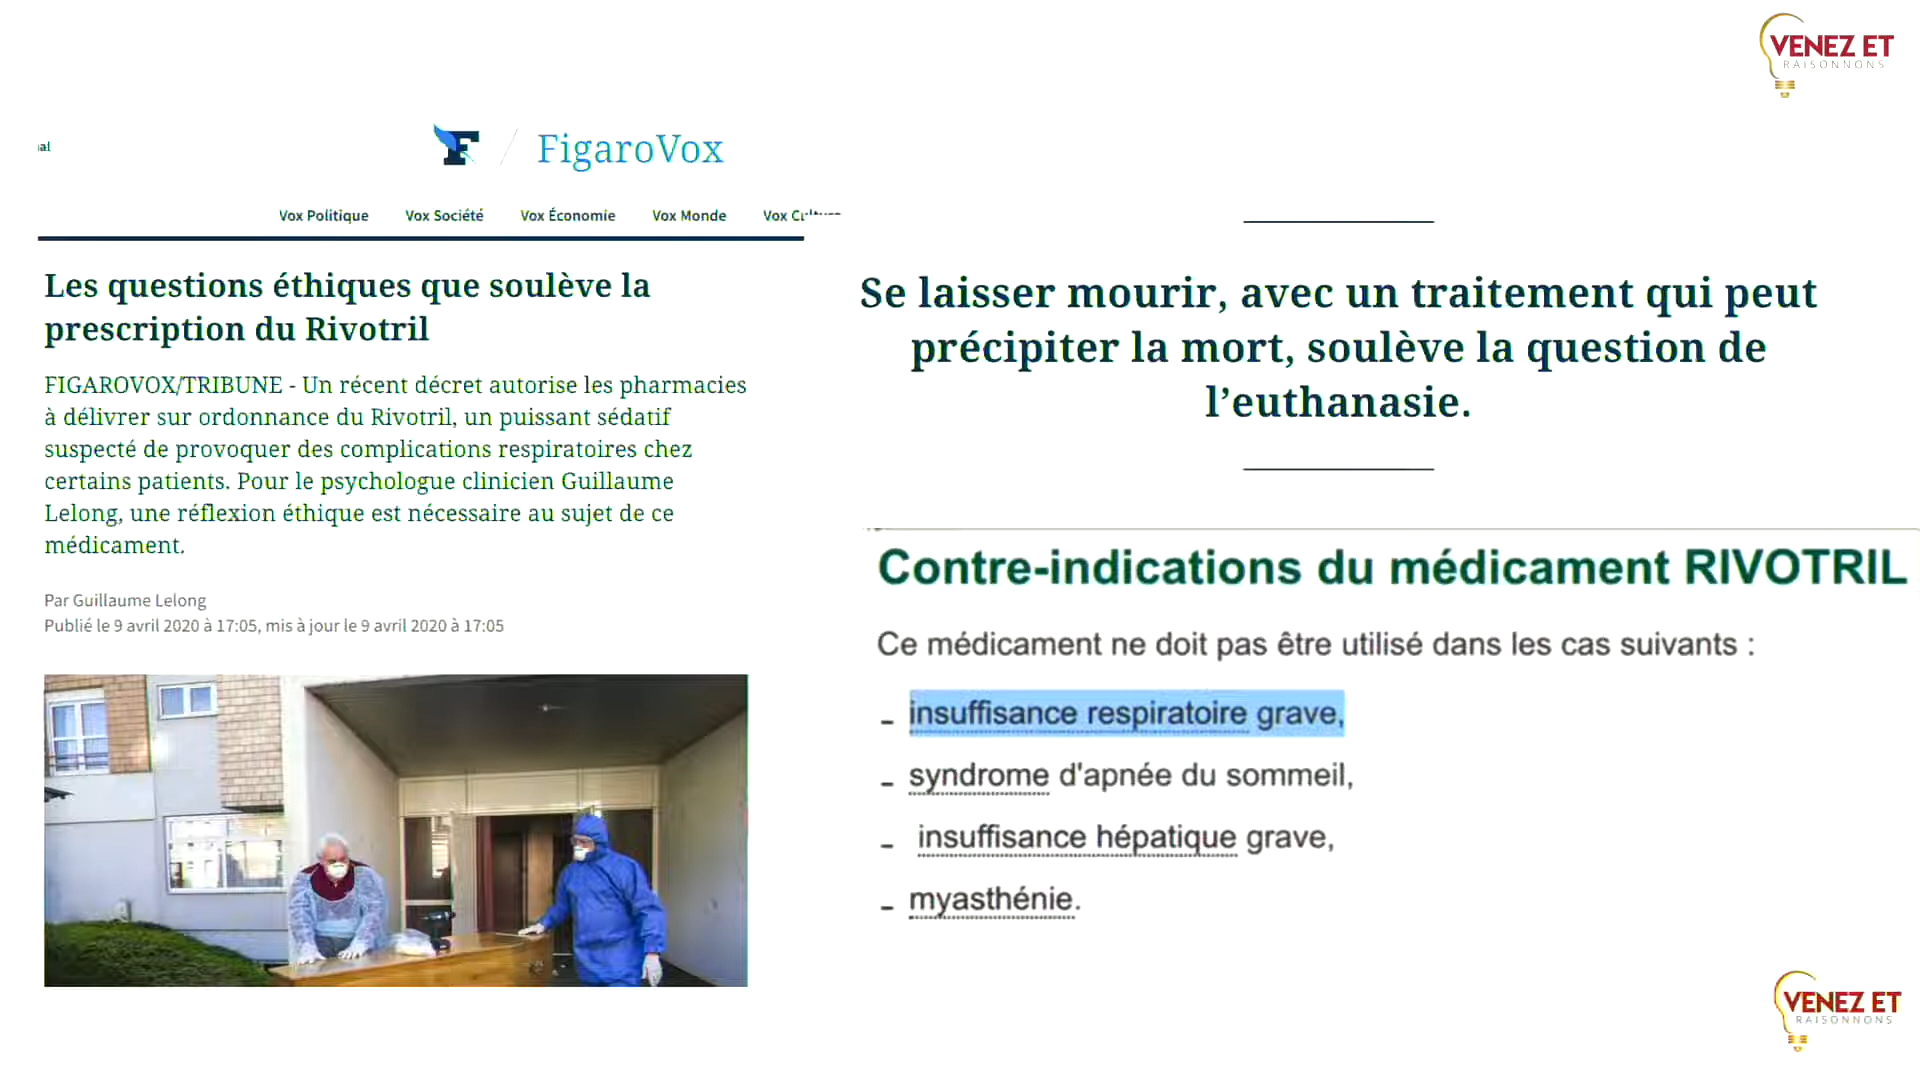 VENEZ ET
RAISONNONS
al
F / FigaroVox
Vox Politique Vox Société Vox Économie Vox Monde Vox
Les questions éthiques que soulève la
prescription du Rivotril
FIGAROVOX/TRIBUNE - Un récent décret autorise les pharmacies
à délivrer sur ordonnance du Rivotril, un puissant sédatif
suspecté de provoquer des complications respiratoires chez
certains patients. Pour le psychologue clinicien Guillaume
Lelong, une réflexion éthique est nécessaire au sujet de ce
médicament.
Par Guillaume Lelong
Publié le 9 avril 2020 à 17:05, mis à jour le 9 avril 2020 à 17:05
Se laisser mourir, avec un traitement qui peut
précipiter la mort, soulève la question de
l’euthanasie.
Contre-indications du médicament RIVOTRIL
Ce médicament ne doit pas être utilisé dans les cas suivants :
- insuffisance respiratoire grave,
- syndrome d'apnée du sommeil,
- insuffisance hépatique grave,
- myasthénie.
VENEZ ET
RAISONNONS